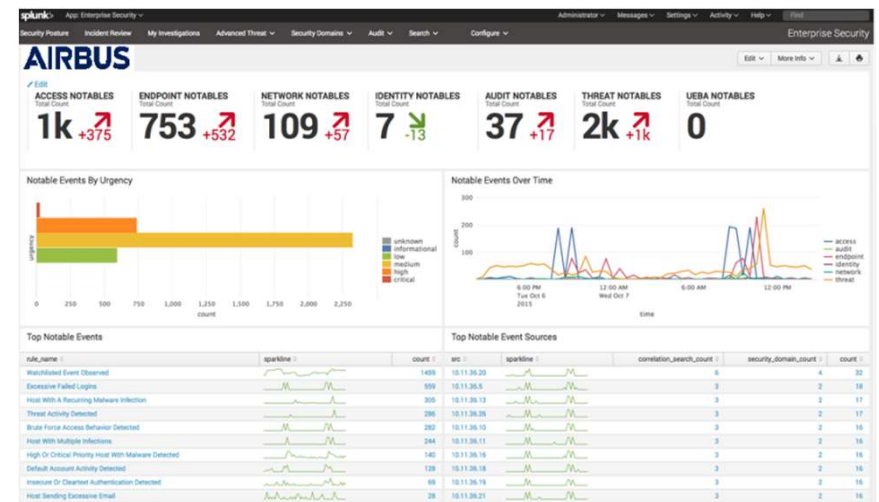 splunk> App: Enterprise Security Administrator Messages Settings Activity Help Find
Security Posture Incident Review My Investigations Advanced Threat Security Domains Audit Search Configure Enterprise Security
AIRBUS
Edit More Info
Edit
ACCESS NOTABLES ENDPOINT NOTABLES NETWORK NOTABLES IDENTITY NOTABLES AUDIT NOTABLES THREAT NOTABLES UEBA NOTABLES
Total Count Total Count Total Count Total Count Total Count Total Count Total Count
1k +375 753 +532 109 +57 7 -13 37 +17 2k +1k 0
Notable Events By Urgency
urgency
unknown
informational
low
medium
high
critical
0 250 500 750 1,000 1,250 1,500 1,750 2,000 2,250
count
Notable Events Over Time
300
200
100
count
access
audit
endpoint
identity
network
threat
6:00 PM 12:00 AM 6:00 AM 12:00 PM
Tue Oct 6 Wed Oct 7
2015
time
Top Notable Events
rule_name sparkline count
Watchlisted Event Observed 1459
Excessive Failed Logins 559
Host With A Recurring Malware Infection 305
Threat Activity Detected 286
Brute Force Access Behavior Detected 282
Host With Multiple Infections 244
High Or Critical Priority Host With Malware Detected 140
Default Account Activity Detected 128
Insecure Or Cleartext Authentication Detected 69
Host Sending Excessive Email 28
Top Notable Event Sources
src sparkline correlation_search_count security_domain_count count
10.11.36.20 6 4 32
10.11.36.5 3 2 18
10.11.36.13 3 2 17
10.11.36.26 3 2 17
10.11.36.10 3 2 16
10.11.36.11 3 2 16
10.11.36.16 3 2 16
10.11.36.18 3 2 16
10.11.36.19 3 2 16
10.11.36.21 3 2 16